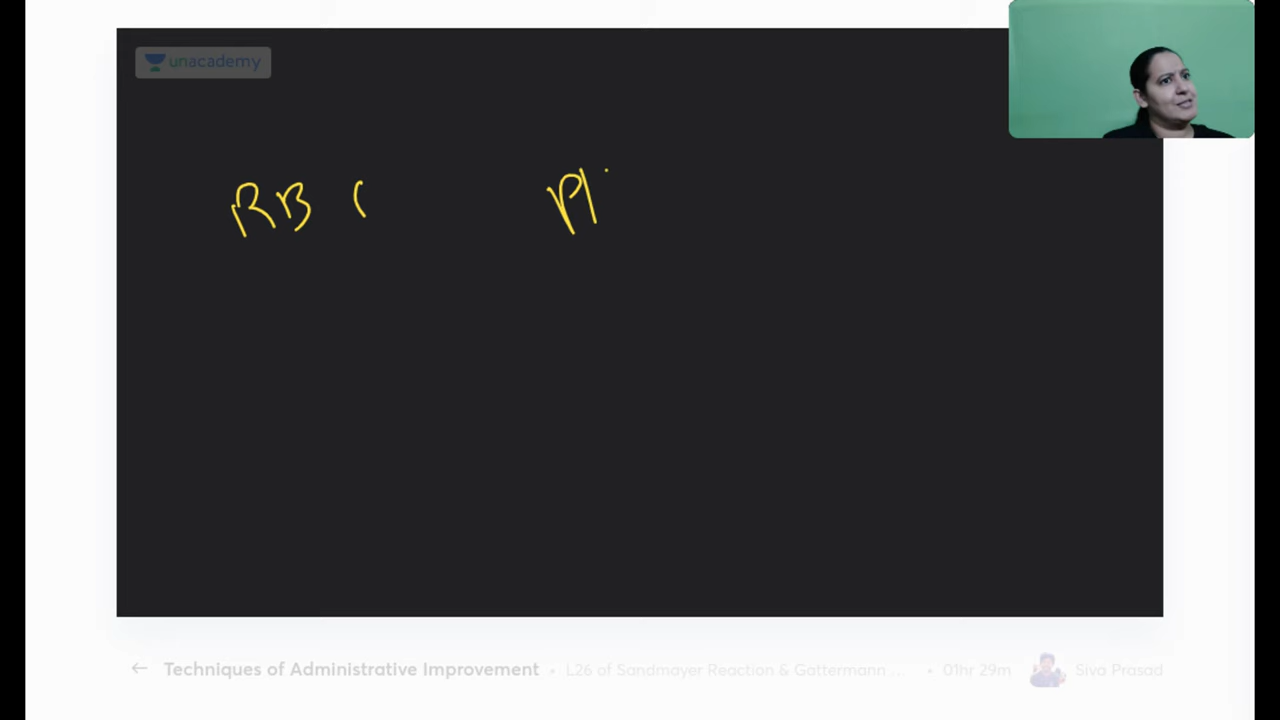 unacademy
RB (
Pl
Techniques of Administrative Improvement • L26 of Sandmayer Reaction & Gattermann ... • 01hr 29m Siva Prasad